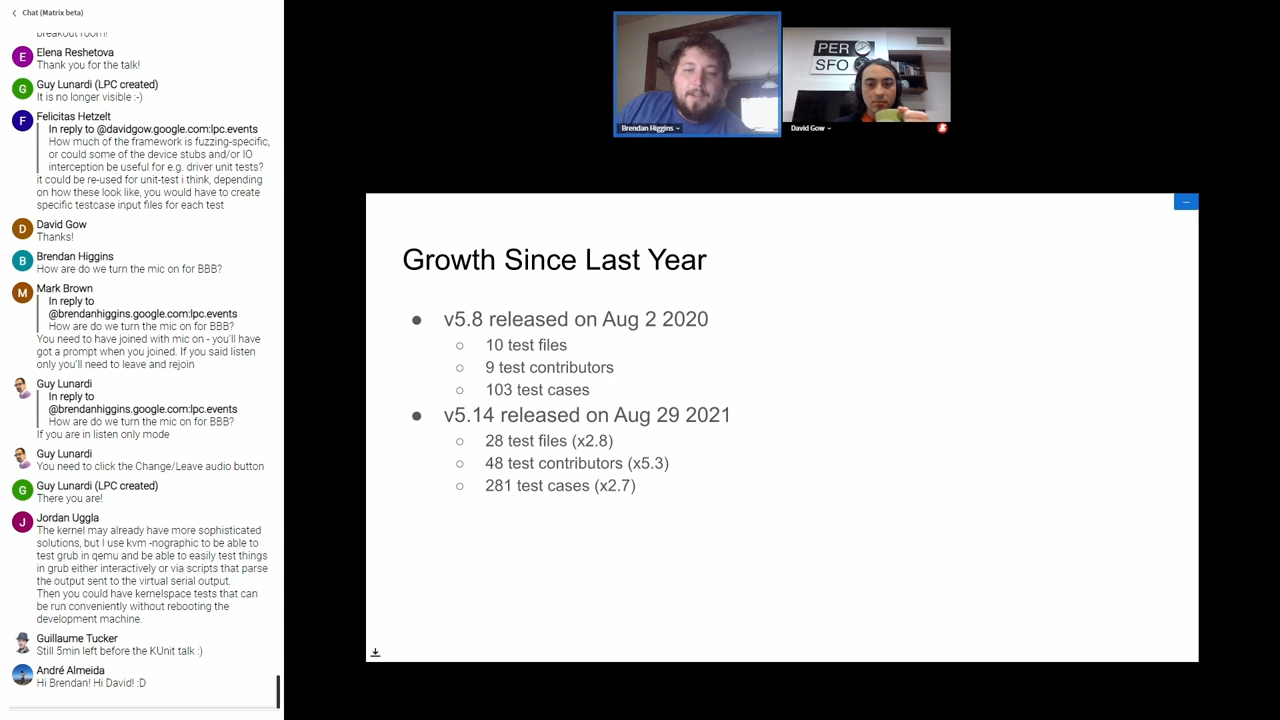 Chat (Matrix beta)
breakout room!
E
Elena Reshetova
Thank you for the talk!
G
Guy Lunardi (LPC created)
It is no longer visible :-)
F
Felicitas Hetzelt
In reply to @davidgow.google.com:lpc.events
How much of the framework is fuzzing-specific,
or could some of the device stubs and/or IO
interception be useful for e.g. driver unit tests?
it could be re-used for unit-test i think, depending
on how these look like, you would have to create
specific testcase input files for each test
D
David Gow
Thanks!
B
Brendan Higgins
How are do we turn the mic on for BBB?
M
Mark Brown
In reply to
@brendanhiggins.google.com:lpc.events
How are do we turn the mic on for BBB?
You need to have joined with mic on - you'll have
got a prompt when you joined. If you said listen
only you'll need to leave and rejoin
Guy Lunardi
In reply to
@brendanhiggins.google.com:lpc.events
How are do we turn the mic on for BBB?
If you are in listen only mode
Guy Lunardi
You need to click the Change/Leave audio button
G
Guy Lunardi (LPC created)
There you are!
J
Jordan Uggla
The kernel may already have more sophisticated
solutions, but I use kvm -nographic to be able to
test grub in qemu and be able to easily test things
in grub either interactively or via scripts that parse
the output sent to the virtual serial output.
Then you could have kernelspace tests that can
be run conveniently without rebooting the
development machine.
Guillaume Tucker
Still 5min left before the KUnit talk :)
André Almeida
Hi Brendan! Hi David! :D
Brendan Higgins
PER
SFO
David Gow
Growth Since Last Year
● v5.8 released on Aug 2 2020
○ 10 test files
○ 9 test contributors
○ 103 test cases
● v5.14 released on Aug 29 2021
○ 28 test files (x2.8)
○ 48 test contributors (x5.3)
○ 281 test cases (x2.7)